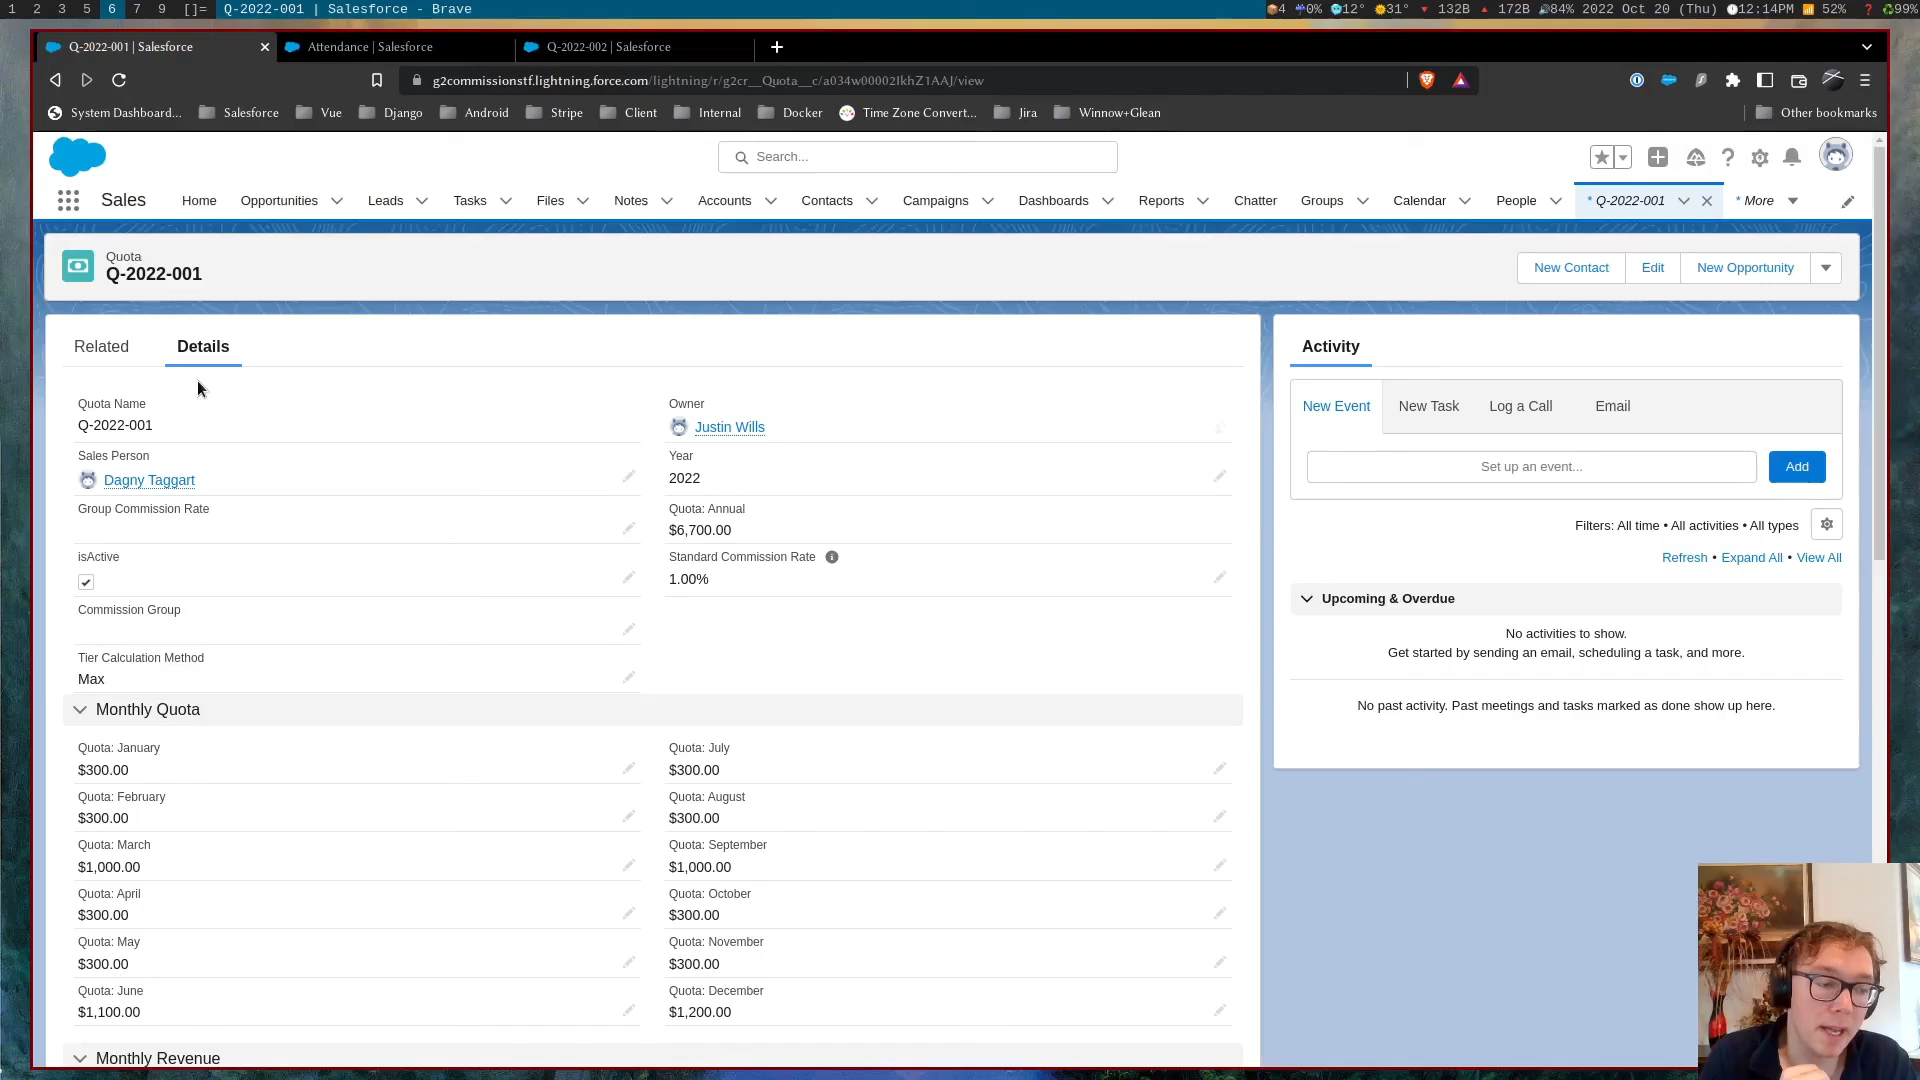 1 2 3 5 6 7 9 []= Q-2022-001 | Salesforce - Brave
4 0% 12° 31° 132B 172B 84% 2022 Oct 20 (Thu) 12:14PM 52% 99%
Q-2022-001 | Salesforce
Attendance | Salesforce
Q-2022-002 | Salesforce
g2commissionstf.lightning.force.com/lightning/r/g2cr__Quota__c/a034w00002IkhZ1AAJ/view
System Dashboard... Salesforce Vue Django Android Stripe Client Internal Docker Time Zone Convert... Jira Winnow+Glean Other bookmarks
Search...
Sales Home Opportunities Leads Tasks Files Notes Accounts Contacts Campaigns Dashboards Reports Chatter Groups Calendar People * Q-2022-001 * More
Quota
Q-2022-001
New Contact Edit New Opportunity
Related Details
Quota Name
Q-2022-001
Owner
Justin Wills
Sales Person
Dagny Taggart
Year
2022
Group Commission Rate
Quota: Annual
$6,700.00
isActive
Standard Commission Rate
1.00%
Commission Group
Tier Calculation Method
Max
Monthly Quota
Quota: January
$300.00
Quota: July
$300.00
Quota: February
$300.00
Quota: August
$300.00
Quota: March
$1,000.00
Quota: September
$1,000.00
Quota: April
$300.00
Quota: October
$300.00
Quota: May
$300.00
Quota: November
$300.00
Quota: June
$1,100.00
Quota: December
$1,200.00
Monthly Revenue
Activity
New Event New Task Log a Call Email
Set up an event...
Add
Filters: All time • All activities • All types
Refresh • Expand All • View All
Upcoming & Overdue
No activities to show.
Get started by sending an email, scheduling a task, and more.
No past activity. Past meetings and tasks marked as done show up here.